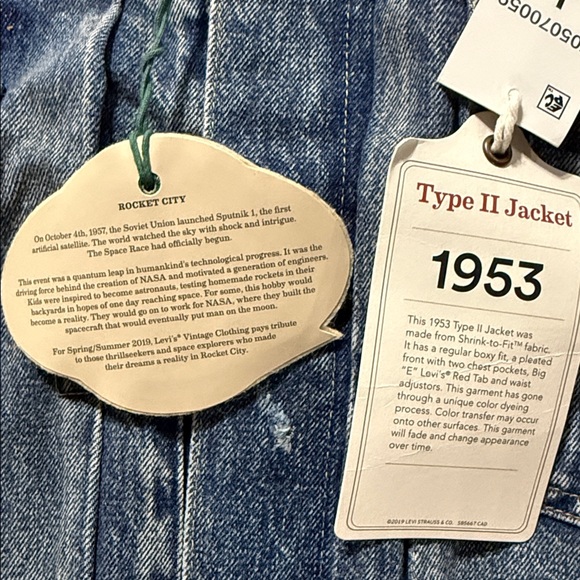 ROCKET CITY
On October 4th, 1957, the Soviet Union launched Sputnik 1, the first
artificial satellite. The world watched the sky with shock and intrigue.
The Space Race had officially begun.
This event was a quantum leap in humankind's technological progress. It was the
driving force behind the creation of NASA and motivated a generation of engineers.
Kids were inspired to become astronauts, testing homemade rockets in their
backyards in hopes of one day reaching space. For some, this hobby would
become a reality. They would go on to work for NASA, where they built the
spacecraft that would eventually put man on the moon.
For Spring/Summer 2019, Levi's® Vintage Clothing pays tribute
to those thrillseekers and space explorers who made
their dreams a reality in Rocket City.
Type II Jacket
1953
This 1953 Type II Jacket was
made from Shrink-to-Fit™ fabric.
It has a regular boxy fit, a pleated
front with two chest pockets, Big
"E" Levi's® Red Tab and waist
adjustors. This garment has gone
through a unique color dyeing
process. Color transfer may occur
onto other surfaces. This garment
will fade and change appearance
over time.
©2019 LEVI STRAUSS & CO. 585667 CAD